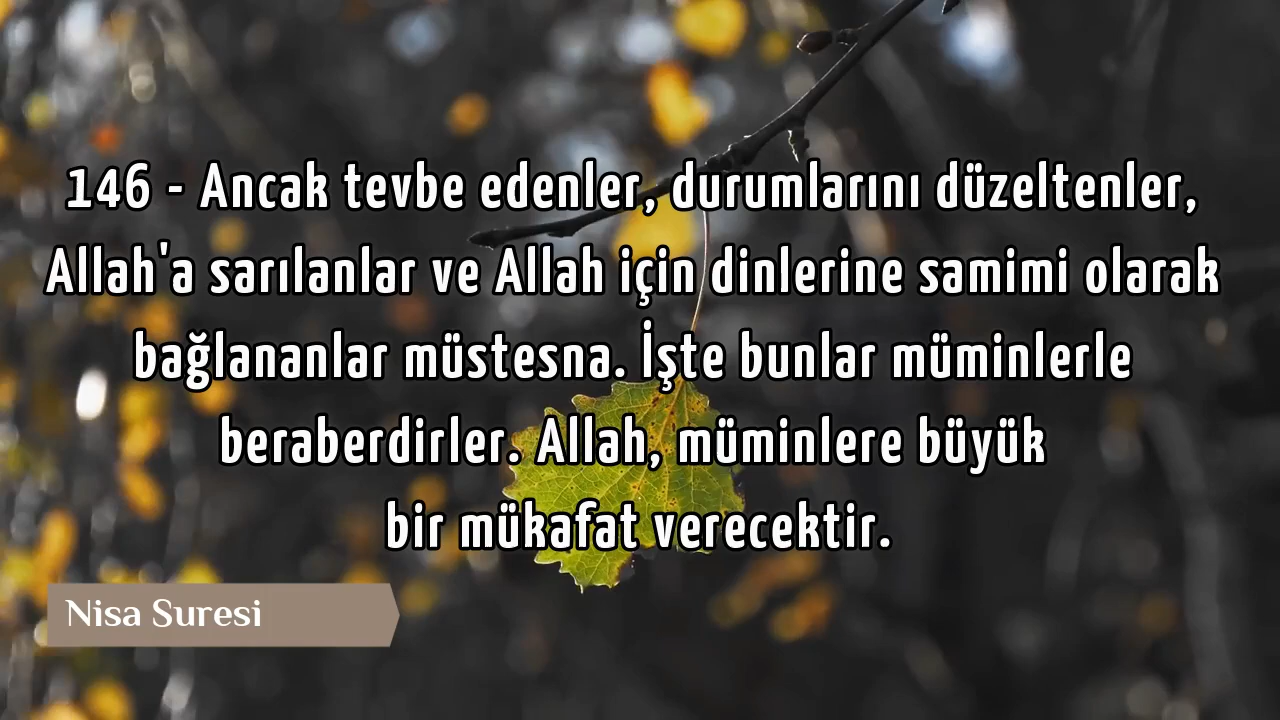 146 - Ancak tevbe edenler, durumlarını düzeltenler,
Allah'a sarılanlar ve Allah için dinlerine samimi olarak
bağlananlar müstesna. İşte bunlar müminlerle
beraberdirler. Allah, müminlere büyük
bir mükafat verecektir.
Nisa Suresi